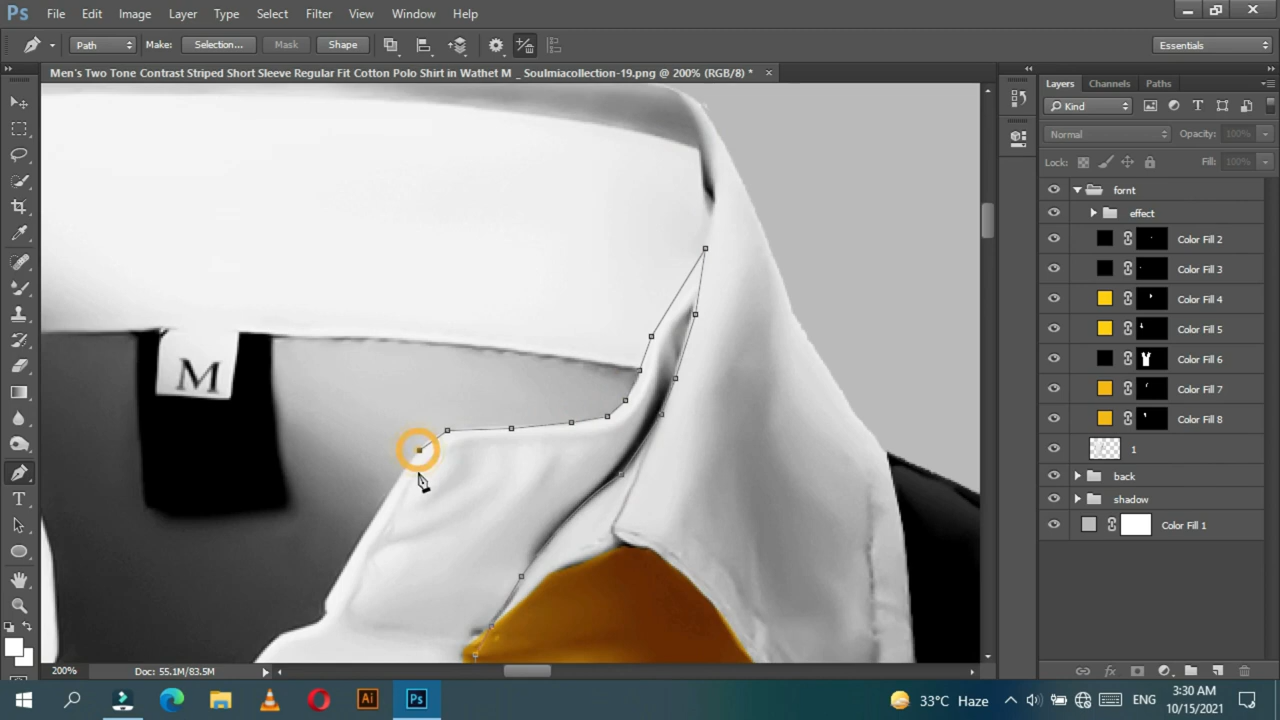 Ps File Edit Image Layer Type Select Filter View Window Help
Path Make: Selection... Mask Shape Essentials
Men's Two Tone Contrast Striped Short Sleeve Regular Fit Cotton Polo Shirt in Wathet M _ Soulmiacollection-19.png @ 200% (RGB/8) * ×
Layers Channels Paths
Kind T
Normal Opacity: 100%
Lock: Fill: 100%
fornt
effect
Color Fill 2
Color Fill 3
Color Fill 4
Color Fill 5
Color Fill 6
Color Fill 7
Color Fill 8
1
back
shadow
Color Fill 1
M
T
fx
200% Doc: 55.1M/83.5M
Ai Ps 33°C Haze ENG 3:30 AM
10/15/2021